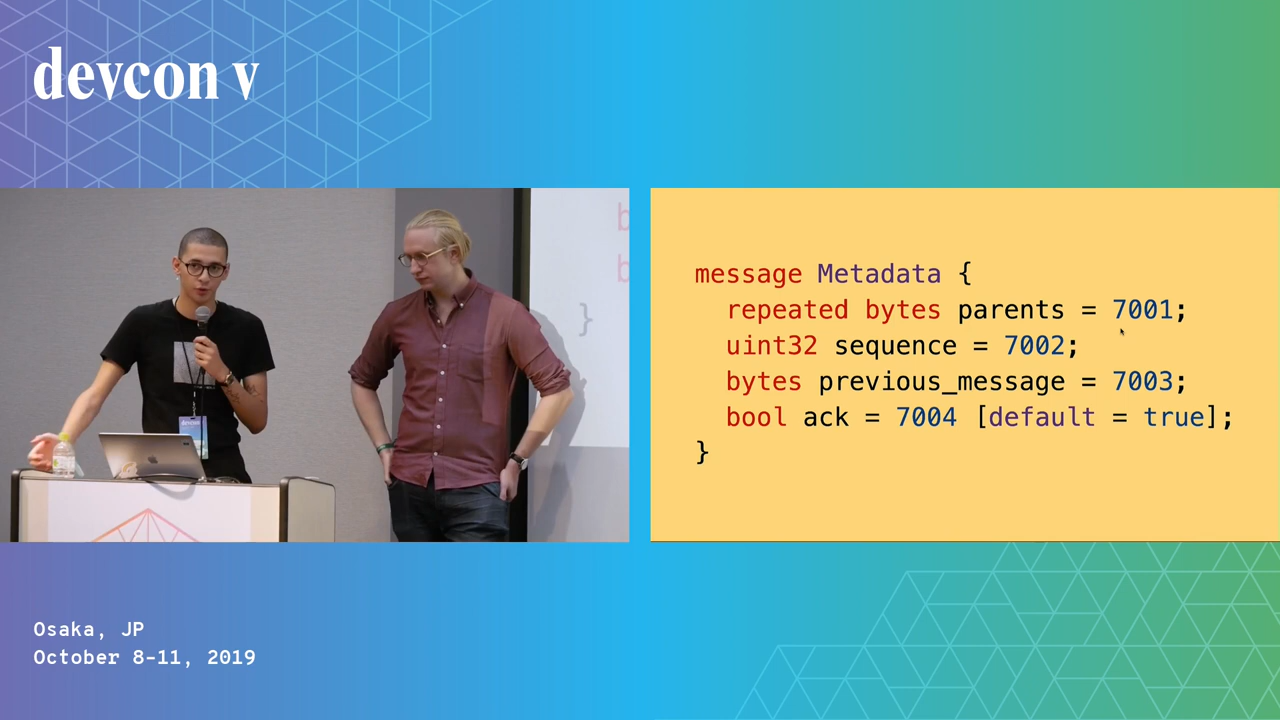 devcon v
message Metadata {
repeated bytes parents = 7001;
uint32 sequence = 7002;
bytes previous_message = 7003;
bool ack = 7004 [default = true];
}
b
b
}
devcon
Osaka, JP
October 8–11, 2019